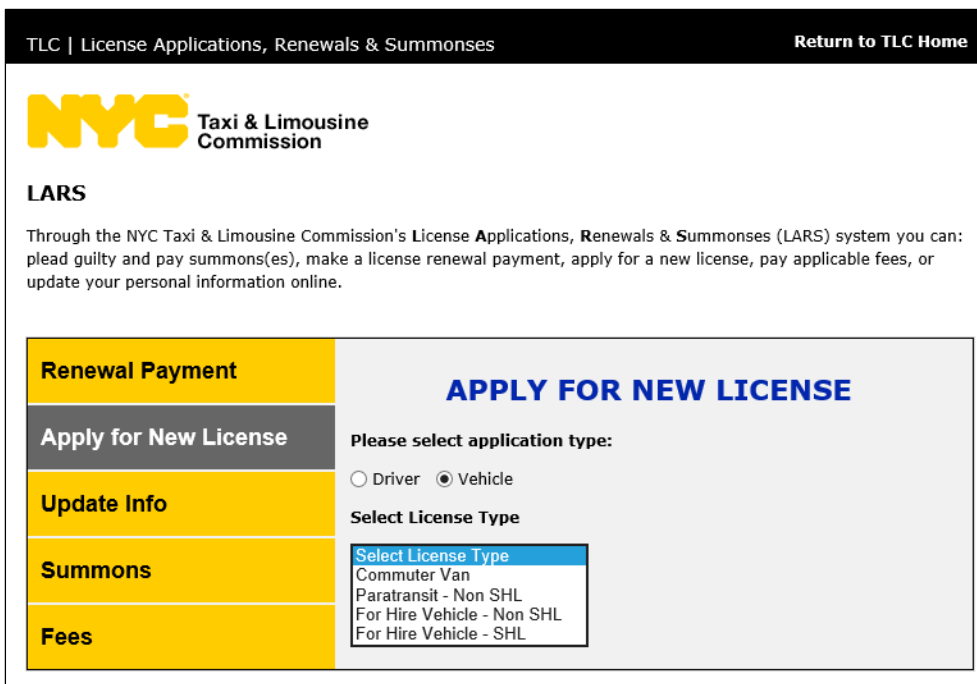 TLC | License Applications, Renewals & Summonses
Return to TLC Home
NYC
Taxi & Limousine
Commission
LARS
Through the NYC Taxi & Limousine Commission's License Applications, Renewals & Summonses (LARS) system you can:
plead guilty and pay summons(es), make a license renewal payment, apply for a new license, pay applicable fees, or
update your personal information online.
Renewal Payment
Apply for New License
Update Info
Summons
Fees
APPLY FOR NEW LICENSE
Please select application type:
Driver Vehicle
Select License Type
Select License Type
Commuter Van
Paratransit - Non SHL
For Hire Vehicle - Non SHL
For Hire Vehicle - SHL